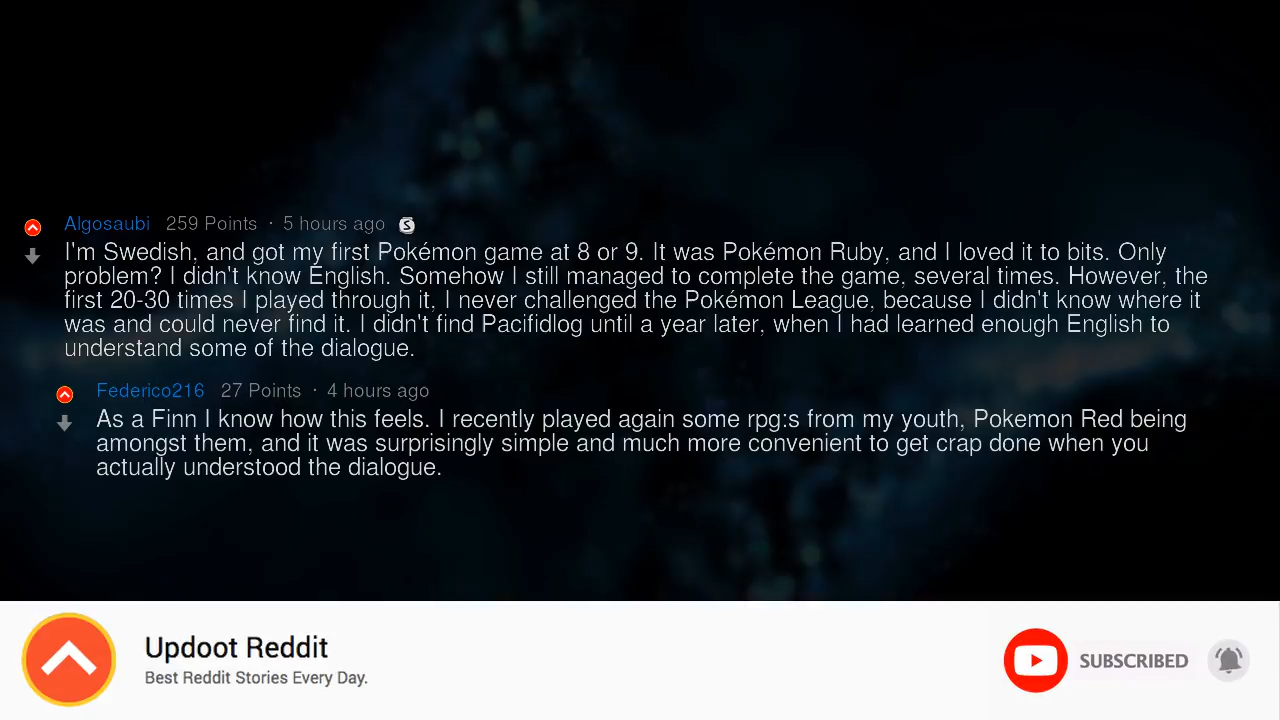 Algosaubi 259 Points · 5 hours ago S
I'm Swedish, and got my first Pokémon game at 8 or 9. It was Pokémon Ruby, and I loved it to bits. Only
problem? I didn't know English. Somehow I still managed to complete the game, several times. However, the
first 20-30 times I played through it, I never challenged the Pokémon League, because I didn't know where it
was and could never find it. I didn't find Pacifidlog until a year later, when I had learned enough English to
understand some of the dialogue.
Federico216 27 Points · 4 hours ago
As a Finn I know how this feels. I recently played again some rpg:s from my youth, Pokemon Red being
amongst them, and it was surprisingly simple and much more convenient to get crap done when you
actually understood the dialogue.
Updoot Reddit
Best Reddit Stories Every Day.
SUBSCRIBED